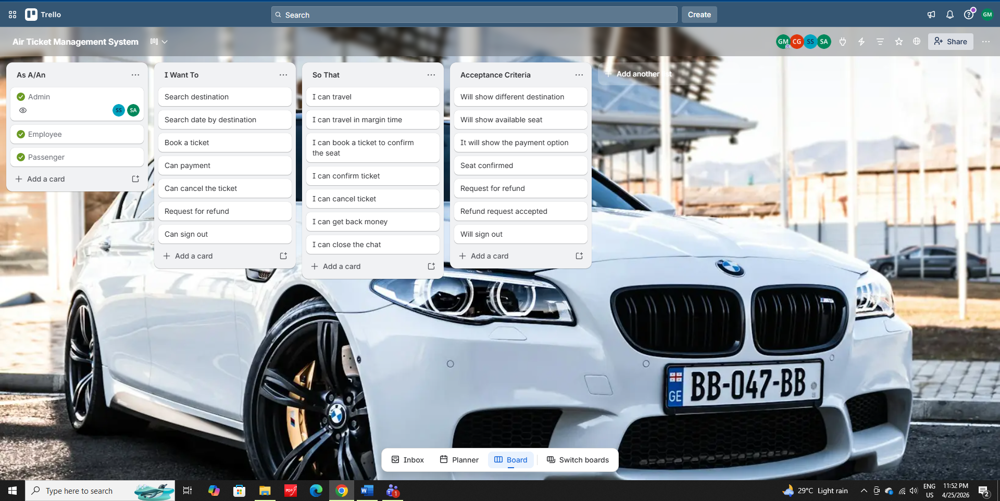 Trello
Search
Create
GM
Air Ticket Management System
GM CG SS SA
Share
As A/An
Admin
SS SA
Employee
Passenger
Add a card
I Want To
Search destination
Search date by destination
Book a ticket
Can payment
Can cancel the ticket
Request for refund
Can sign out
Add a card
So That
I can travel
I can travel in margin time
I can book a ticket to confirm
the seat
I can confirm ticket
I can cancel ticket
I can get back money
I can close the chat
Add a card
Acceptance Criteria
Will show different destination
Will show available seat
It will show the payment option
Seat confirmed
Request for refund
Refund request accepted
Will sign out
Add a card
Add another list
GE BB-047-BB
Inbox
Planner
Board
Switch boards
Type here to search
PDF
1
29°C Light rain
ENG
US
11:52 PM
4/25/2026
2